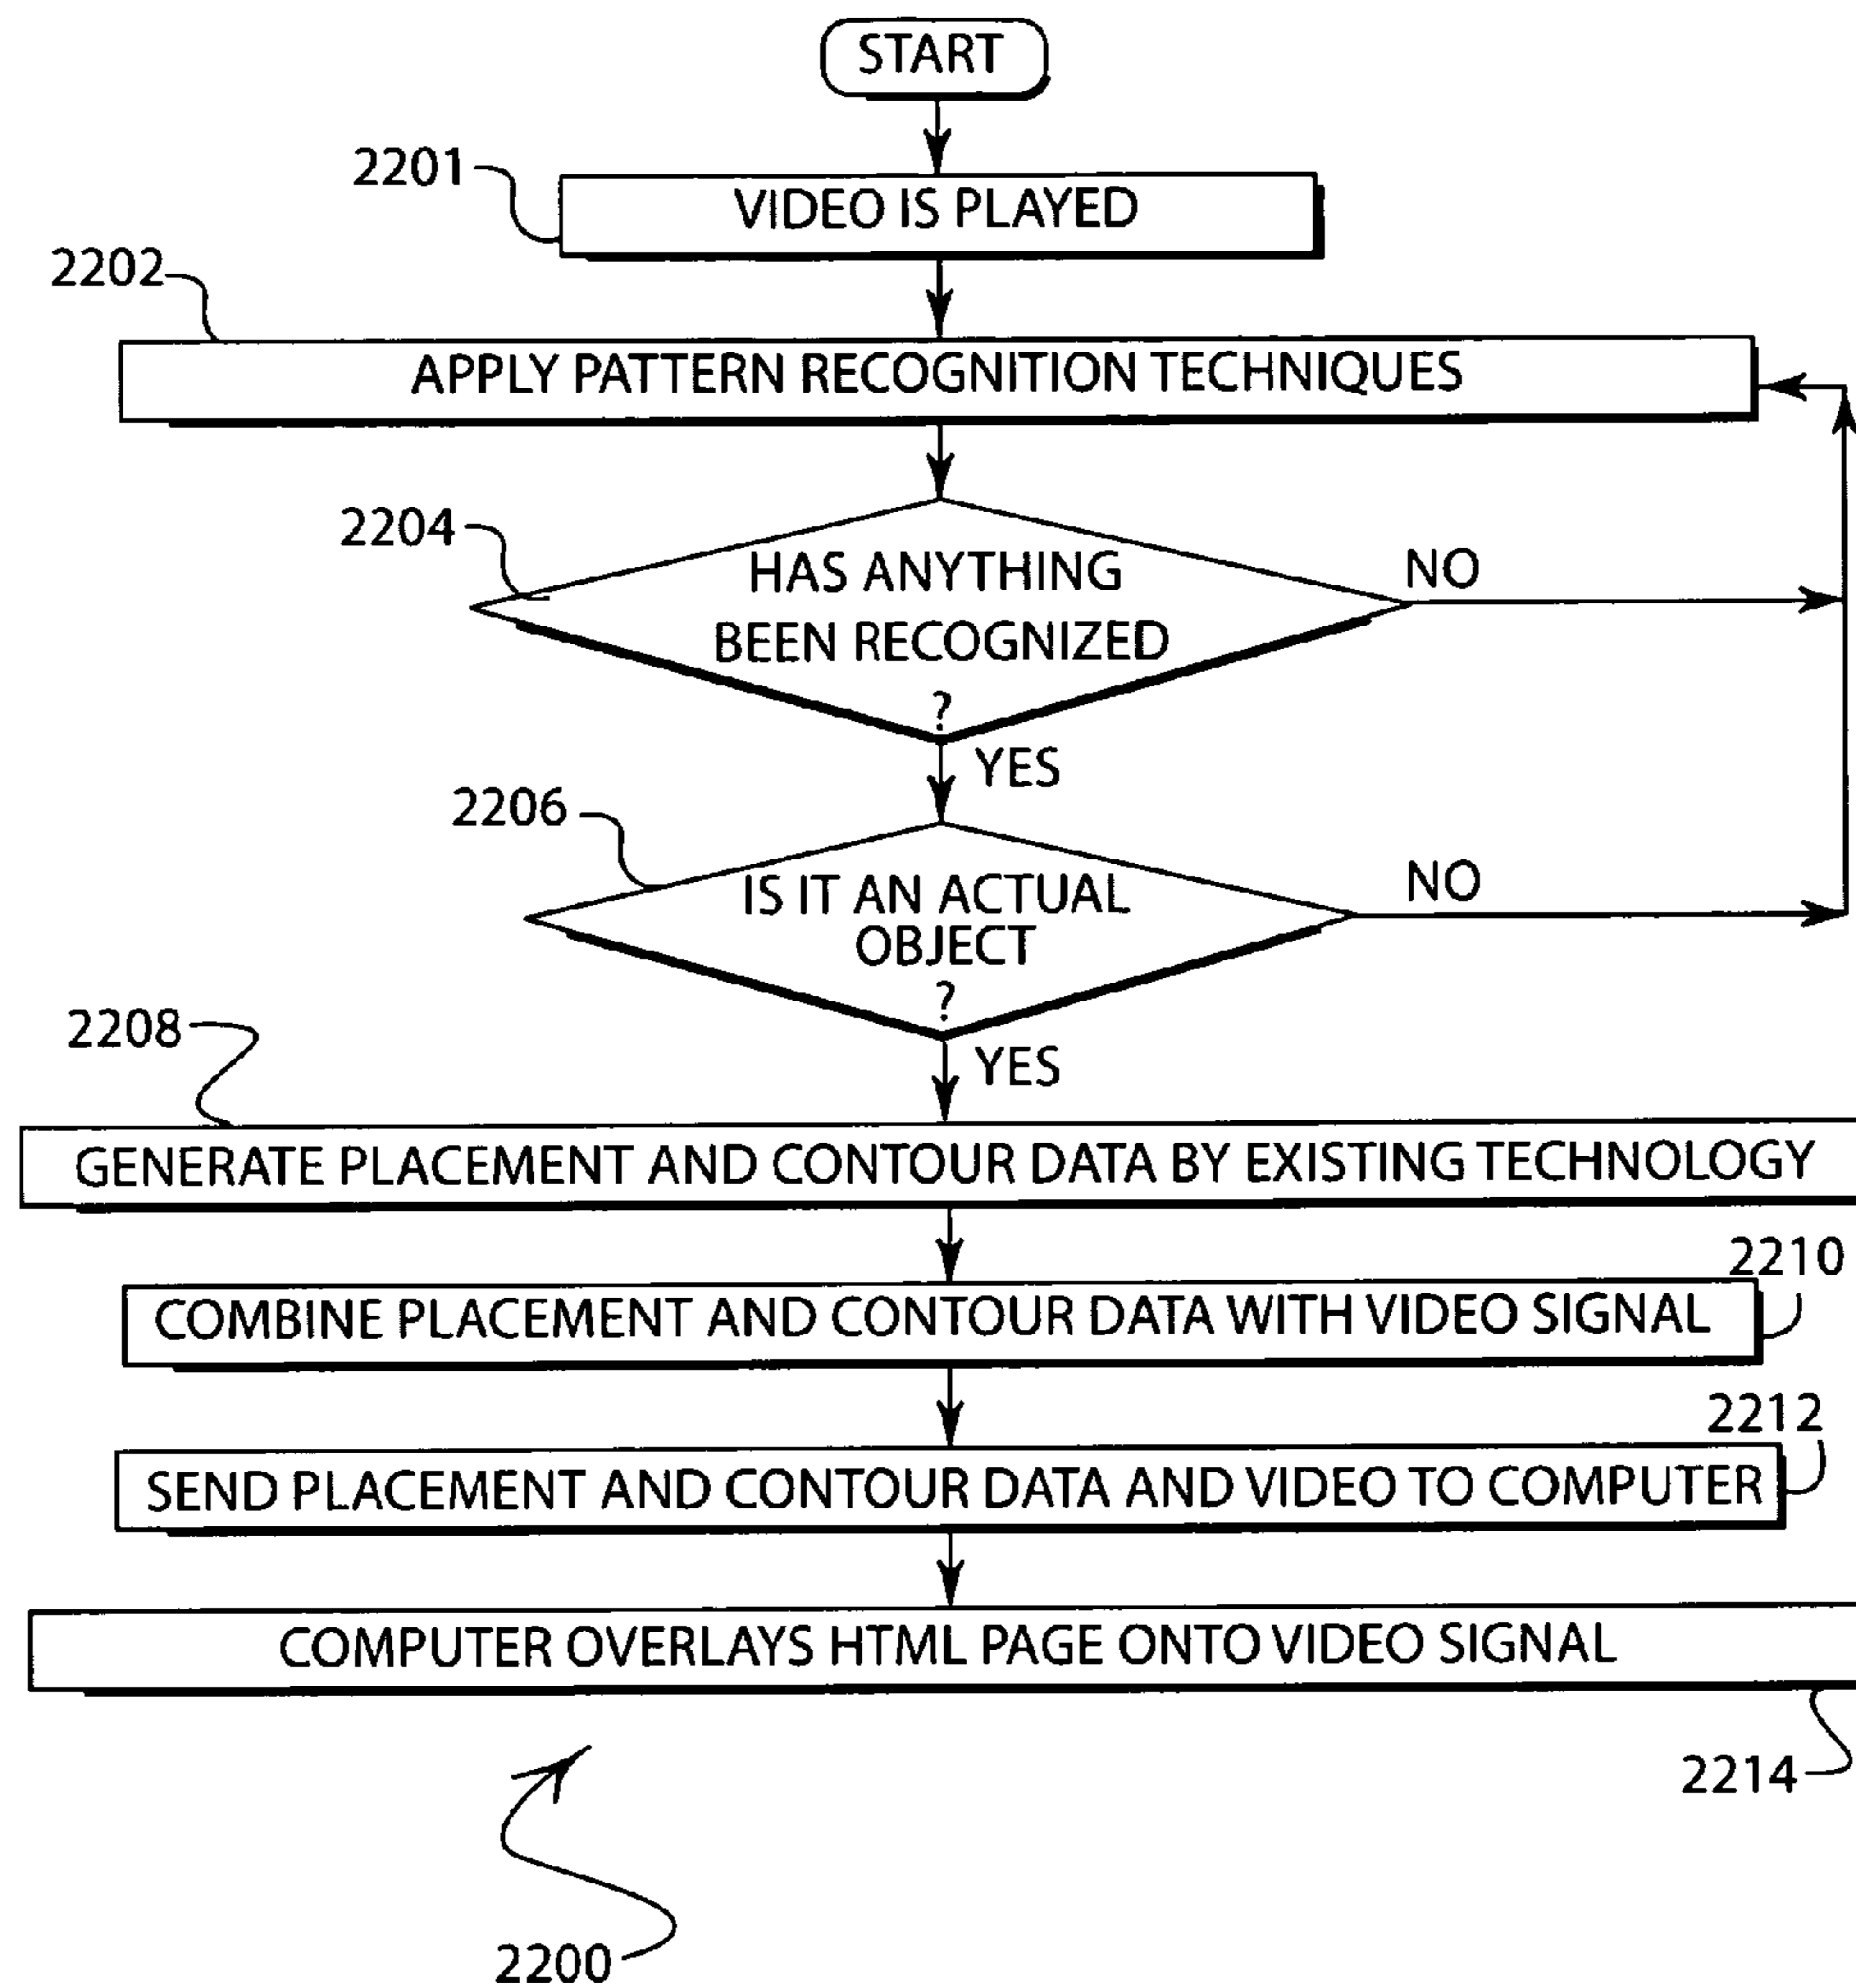 START
2201
VIDEO IS PLAYED
2202
APPLY PATTERN RECOGNITION TECHNIQUES
2204
HAS ANYTHING
BEEN RECOGNIZED
?
NO
YES
2206
IS IT AN ACTUAL
OBJECT
?
NO
YES
2208
GENERATE PLACEMENT AND CONTOUR DATA BY EXISTING TECHNOLOGY
2210
COMBINE PLACEMENT AND CONTOUR DATA WITH VIDEO SIGNAL
2212
SEND PLACEMENT AND CONTOUR DATA AND VIDEO TO COMPUTER
COMPUTER OVERLAYS HTML PAGE ONTO VIDEO SIGNAL
2214
2200